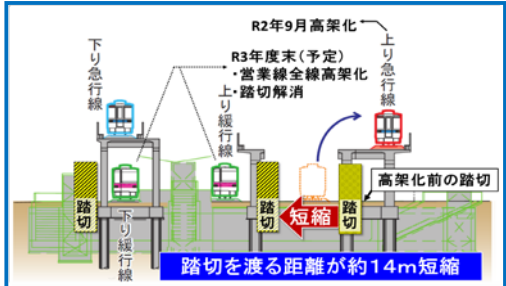 R2年9月高架化
下り急行線
R3年度末(予定)
・営業線全線高架化
・踏切解消
上り緩行線
上り急行線
高架化前の踏切
踏切
踏切
短縮
踏切
下り緩行線
踏切を渡る距離が約14m短縮